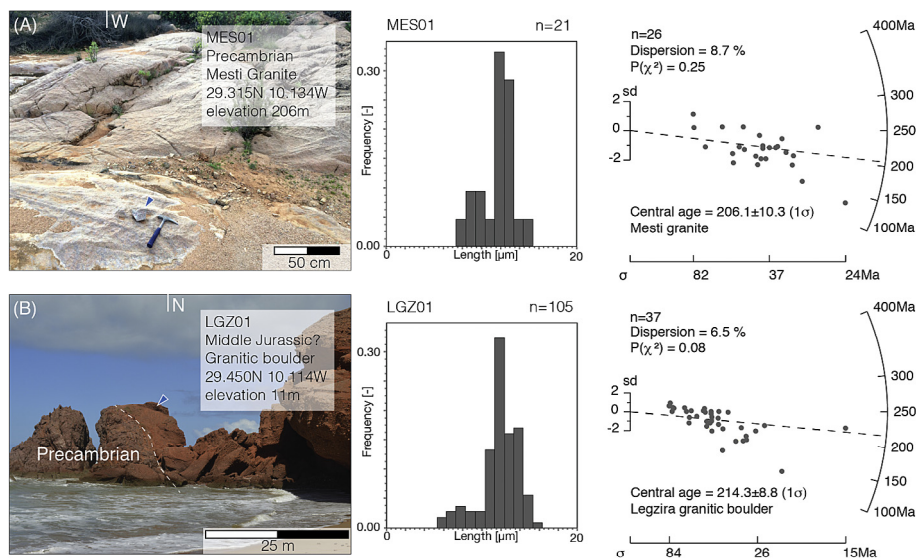 (A)
W
MES01
Precambrian
Mesti Granite
29.315N 10.134W
elevation 206m
50 cm
MES01 n=21
0.30
Frequency [-]
0.00
0 Length [µm] 20
n=26
Dispersion = 8.7 %
P(χ²) = 0.25
sd
2
0
-2
400Ma
300
250
200
150
100Ma
Central age = 206.1±10.3 (1σ)
Mesti granite
σ 82 37 24Ma
(B)
N
LGZ01
Middle Jurassic?
Granitic boulder
29.450N 10.114W
elevation 11m
Precambrian
25 m
LGZ01 n=105
0.30
Frequency [-]
0.00
0 Length [µm] 20
n=37
Dispersion = 6.5 %
P(χ²) = 0.08
sd
2
0
-2
400Ma
300
250
200
150
100Ma
Central age = 214.3±8.8 (1σ)
Legzira granitic boulder
σ 84 26 15Ma